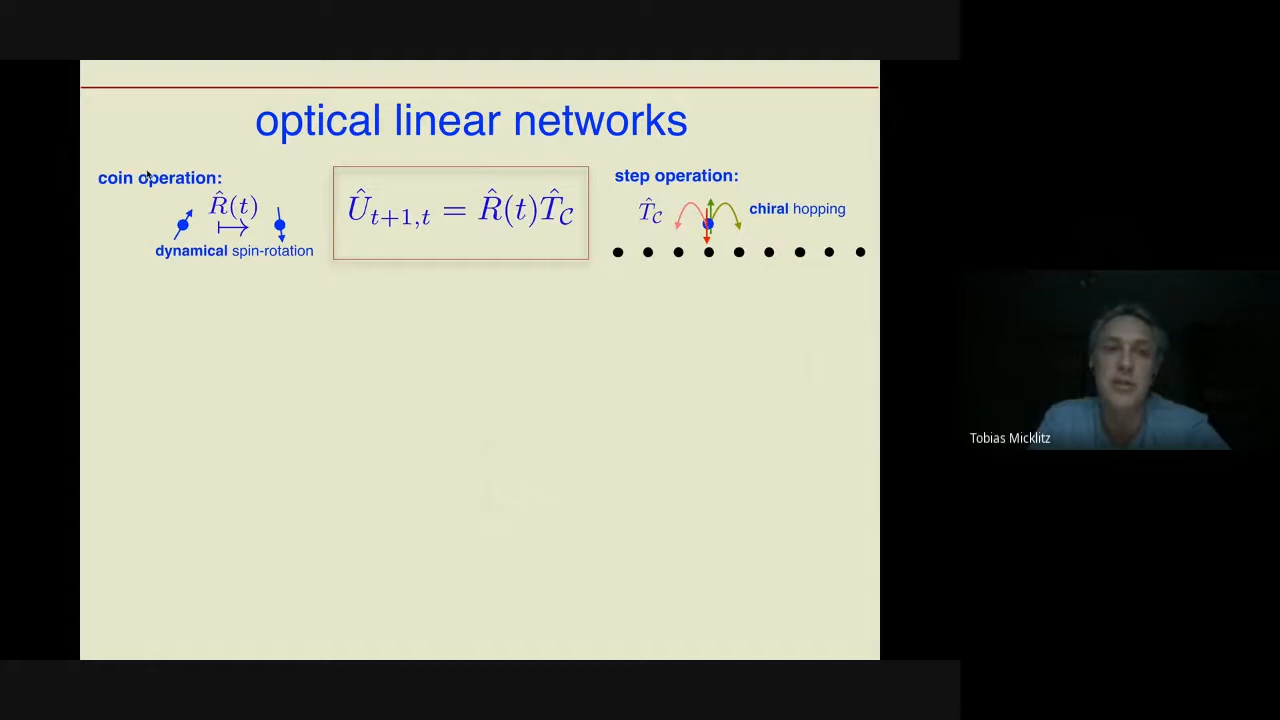 optical linear networks
coin operation:
R̂(t)
↦
dynamical spin-rotation
Û_{t+1,t} = R̂(t)T̂_𝒞
step operation:
T̂_𝒞
chiral hopping
Tobias Micklitz